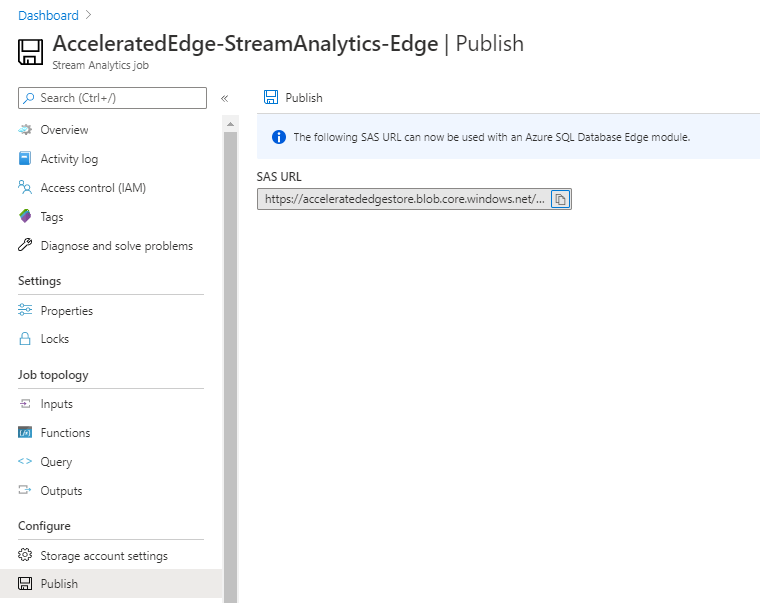 Dashboard >
AcceleratedEdge-StreamAnalytics-Edge | Publish
Stream Analytics job
Search (Ctrl+/)
«
Overview
Activity log
Access control (IAM)
Tags
Diagnose and solve problems
Settings
Properties
Locks
Job topology
Inputs
Functions
Query
Outputs
Configure
Storage account settings
Publish
Publish
The following SAS URL can now be used with an Azure SQL Database Edge module.
SAS URL
https://acceleratededgestore.blob.core.windows.net/...